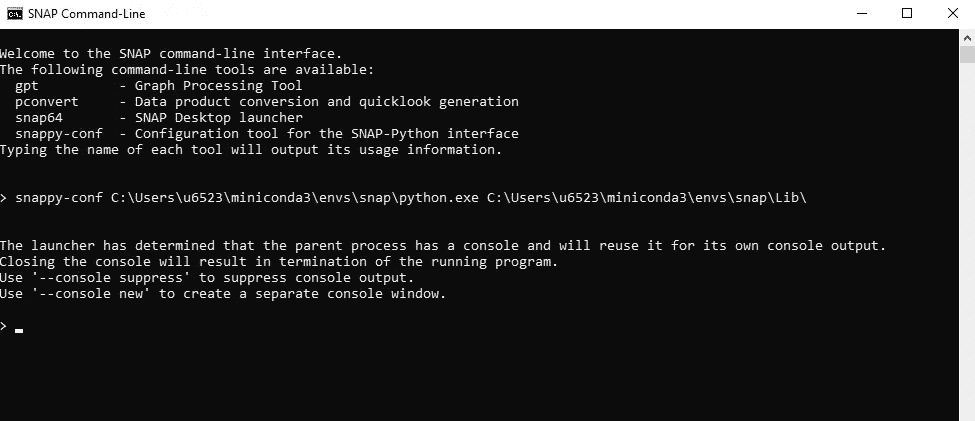 SNAP Command-Line
Welcome to the SNAP command-line interface.
The following command-line tools are available:
gpt - Graph Processing Tool
pconvert - Data product conversion and quicklook generation
snap64 - SNAP Desktop launcher
snappy-conf - Configuration tool for the SNAP-Python interface
Typing the name of each tool will output its usage information.
> snappy-conf C:\Users\u6523\miniconda3\envs\snap\python.exe C:\Users\u6523\miniconda3\envs\snap\Lib\
The launcher has determined that the parent process has a console and will reuse it for its own console output.
Closing the console will result in termination of the running program.
Use '--console suppress' to suppress console output.
Use '--console new' to create a separate console window.
>